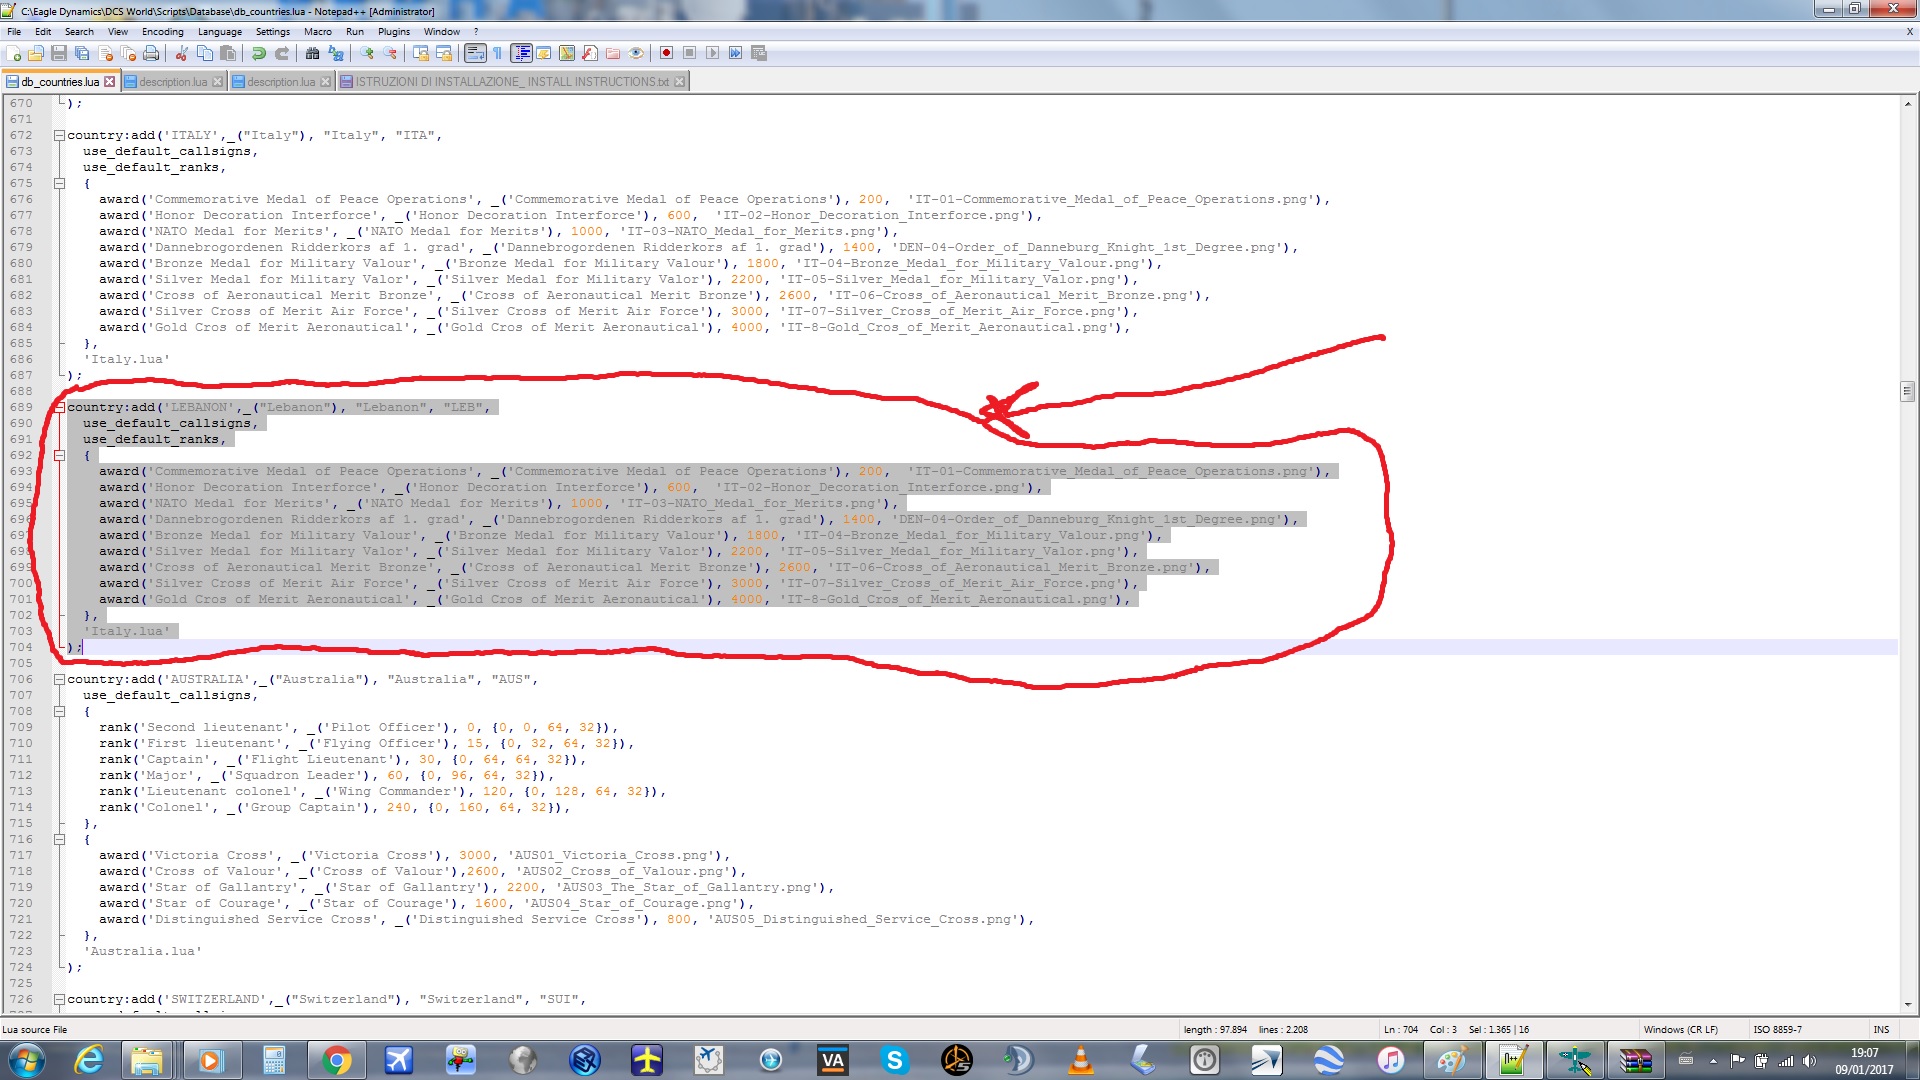 C:\Eagle Dynamics\DCS World\Scripts\Database\db_countries.lua - Notepad++ [Administrator]
File Edit Search View Encoding Language Settings Macro Run Plugins Window ? X
db_countries.lua description.lua description.lua ISTRUZIONI DI INSTALLAZIONE_ INSTALL INSTRUCTIONS.txt
670 );
671
672 country:add('ITALY',_("Italy"), "Italy", "ITA",
673 use_default_callsigns,
674 use_default_ranks,
675 {
676 award('Commemorative Medal of Peace Operations', _('Commemorative Medal of Peace Operations'), 200, 'IT-01-Commemorative_Medal_of_Peace_Operations.png'),
677 award('Honor Decoration Interforce', _('Honor Decoration Interforce'), 600, 'IT-02-Honor_Decoration_Interforce.png'),
678 award('NATO Medal for Merits', _('NATO Medal for Merits'), 1000, 'IT-03-NATO_Medal_for_Merits.png'),
679 award('Dannebrogordenen Ridderkors af 1. grad', _('Dannebrogordenen Ridderkors af 1. grad'), 1400, 'DEN-04-Order_of_Danneburg_Knight_1st_Degree.png'),
680 award('Bronze Medal for Military Valour', _('Bronze Medal for Military Valour'), 1800, 'IT-04-Bronze_Medal_for_Military_Valour.png'),
681 award('Silver Medal for Military Valor', _('Silver Medal for Military Valor'), 2200, 'IT-05-Silver_Medal_for_Military_Valor.png'),
682 award('Cross of Aeronautical Merit Bronze', _('Cross of Aeronautical Merit Bronze'), 2600, 'IT-06-Cross_of_Aeronautical_Merit_Bronze.png'),
683 award('Silver Cross of Merit Air Force', _('Silver Cross of Merit Air Force'), 3000, 'IT-07-Silver_Cross_of_Merit_Air_Force.png'),
684 award('Gold Cros of Merit Aeronautical', _('Gold Cros of Merit Aeronautical'), 4000, 'IT-8-Gold_Cros_of_Merit_Aeronautical.png'),
685 },
686 'Italy.lua'
687 );
688
689 country:add('LEBANON',_("Lebanon"), "Lebanon", "LEB",
690 use_default_callsigns,
691 use_default_ranks,
692 {
693 award('Commemorative Medal of Peace Operations', _('Commemorative Medal of Peace Operations'), 200, 'IT-01-Commemorative_Medal_of_Peace_Operations.png'),
694 award('Honor Decoration Interforce', _('Honor Decoration Interforce'), 600, 'IT-02-Honor_Decoration_Interforce.png'),
695 award('NATO Medal for Merits', _('NATO Medal for Merits'), 1000, 'IT-03-NATO_Medal_for_Merits.png'),
award('Dannebrogordenen Ridderkors af 1. grad', _('Dannebrogordenen Ridderkors af 1. grad'), 1400, 'DEN-04-Order_of_Danneburg_Knight_1st_Degree.png'),
award('Bronze Medal for Military Valour', _('Bronze Medal for Military Valour'), 1800, 'IT-04-Bronze_Medal_for_Military_Valour.png'),
award('Silver Medal for Military Valor', _('Silver Medal for Military Valor'), 2200, 'IT-05-Silver_Medal_for_Military_Valor.png'),
699 award('Cross of Aeronautical Merit Bronze', _('Cross of Aeronautical Merit Bronze'), 2600, 'IT-06-Cross_of_Aeronautical_Merit_Bronze.png'),
700 award('Silver Cross of Merit Air Force', _('Silver Cross of Merit Air Force'), 3000, 'IT-07-Silver_Cross_of_Merit_Air_Force.png'),
701 award('Gold Cros of Merit Aeronautical', _('Gold Cros of Merit Aeronautical'), 4000, 'IT-8-Gold_Cros_of_Merit_Aeronautical.png'),
702 },
703 'Italy.lua'
704 );
705
706 country:add('AUSTRALIA',_("Australia"), "Australia", "AUS",
707 use_default_callsigns,
708 {
709 rank('Second lieutenant', _('Pilot Officer'), 0, {0, 0, 64, 32}),
710 rank('First lieutenant', _('Flying Officer'), 15, {0, 32, 64, 32}),
711 rank('Captain', _('Flight Lieutenant'), 30, {0, 64, 64, 32}),
712 rank('Major', _('Squadron Leader'), 60, {0, 96, 64, 32}),
713 rank('Lieutenant colonel', _('Wing Commander'), 120, {0, 128, 64, 32}),
714 rank('Colonel', _('Group Captain'), 240, {0, 160, 64, 32}),
715 },
716 {
717 award('Victoria Cross', _('Victoria Cross'), 3000, 'AUS01_Victoria_Cross.png'),
718 award('Cross of Valour', _('Cross of Valour'),2600, 'AUS02_Cross_of_Valour.png'),
719 award('Star of Gallantry', _('Star of Gallantry'), 2200, 'AUS03_The_Star_of_Gallantry.png'),
720 award('Star of Courage', _('Star of Courage'), 1600, 'AUS04_Star_of_Courage.png'),
721 award('Distinguished Service Cross', _('Distinguished Service Cross'), 800, 'AUS05_Distinguished_Service_Cross.png'),
722 },
723 'Australia.lua'
724 );
725
726 country:add('SWITZERLAND',_("Switzerland"), "Switzerland", "SUI",
Lua source File length : 97.894 lines : 2.208 Ln : 704 Col : 3 Sel : 1.365 | 16 Windows (CR LF) ISO 8859-7 INS
VA
19:07
09/01/2017